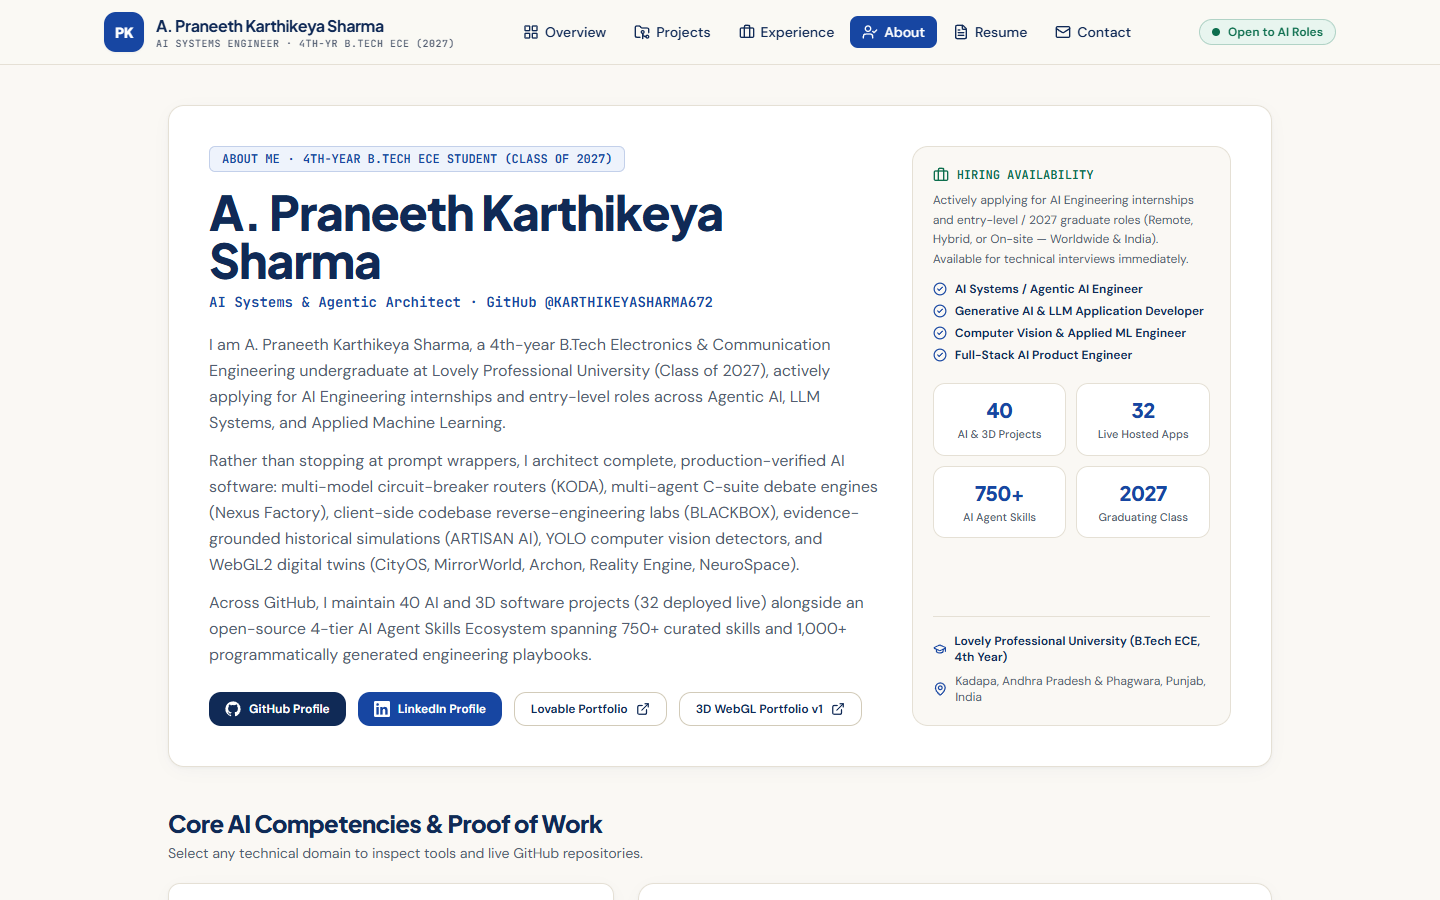 PK
A. Praneeth Karthikeya Sharma
AI SYSTEMS ENGINEER · 4TH-YR B.TECH ECE (2027)
Overview
Projects
Experience
About
Resume
Contact
Open to AI Roles
ABOUT ME · 4TH-YEAR B.TECH ECE STUDENT (CLASS OF 2027)
A. Praneeth Karthikeya
Sharma
AI Systems & Agentic Architect · GitHub @KARTHIKEYASHARMA672
I am A. Praneeth Karthikeya Sharma, a 4th-year B.Tech Electronics & Communication
Engineering undergraduate at Lovely Professional University (Class of 2027), actively
applying for AI Engineering internships and entry-level roles across Agentic AI, LLM
Systems, and Applied Machine Learning.
Rather than stopping at prompt wrappers, I architect complete, production-verified AI
software: multi-model circuit-breaker routers (KODA), multi-agent C-suite debate engines
(Nexus Factory), client-side codebase reverse-engineering labs (BLACKBOX), evidence-
grounded historical simulations (ARTISAN AI), YOLO computer vision detectors, and
WebGL2 digital twins (CityOS, MirrorWorld, Archon, Reality Engine, NeuroSpace).
Across GitHub, I maintain 40 AI and 3D software projects (32 deployed live) alongside an
open-source 4-tier AI Agent Skills Ecosystem spanning 750+ curated skills and 1,000+
programmatically generated engineering playbooks.
GitHub Profile
LinkedIn Profile
Lovable Portfolio
3D WebGL Portfolio v1
HIRING AVAILABILITY
Actively applying for AI Engineering internships
and entry-level / 2027 graduate roles (Remote,
Hybrid, or On-site — Worldwide & India).
Available for technical interviews immediately.
AI Systems / Agentic AI Engineer
Generative AI & LLM Application Developer
Computer Vision & Applied ML Engineer
Full-Stack AI Product Engineer
40
AI & 3D Projects
32
Live Hosted Apps
750+
AI Agent Skills
2027
Graduating Class
Lovely Professional University (B.Tech ECE,
4th Year)
Kadapa, Andhra Pradesh & Phagwara, Punjab,
India
Core AI Competencies & Proof of Work
Select any technical domain to inspect tools and live GitHub repositories.